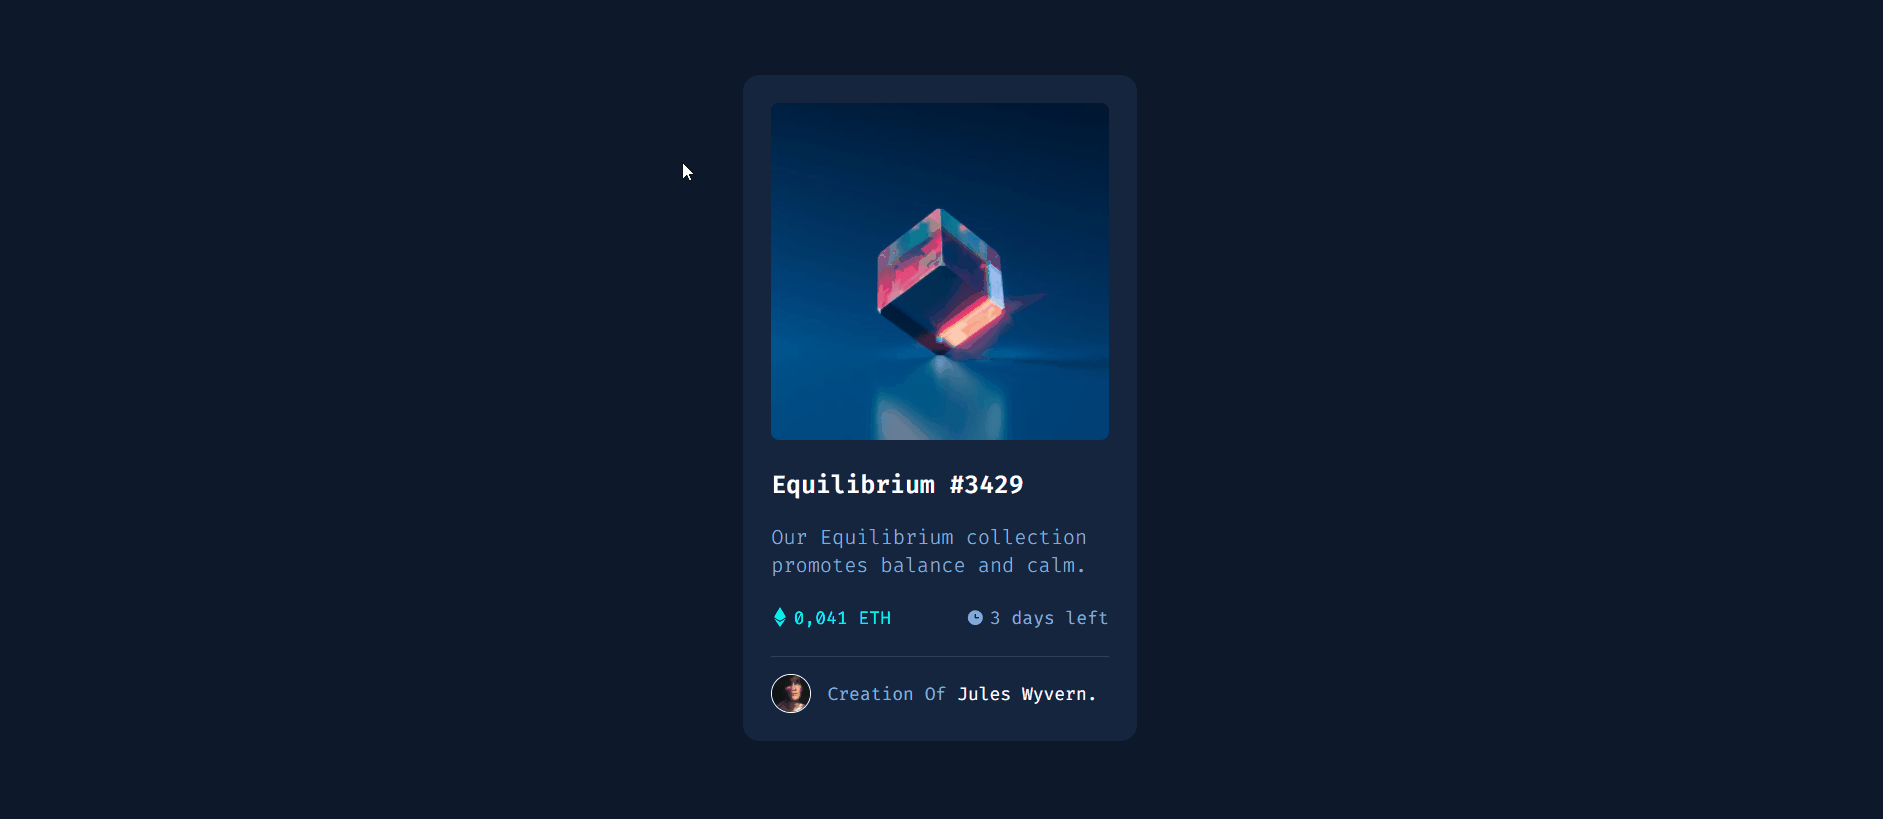 Equilibrium #3429
Our Equilibrium collection
promotes balance and calm.
0,041 ETH
3 days left
Creation Of Jules Wyvern.